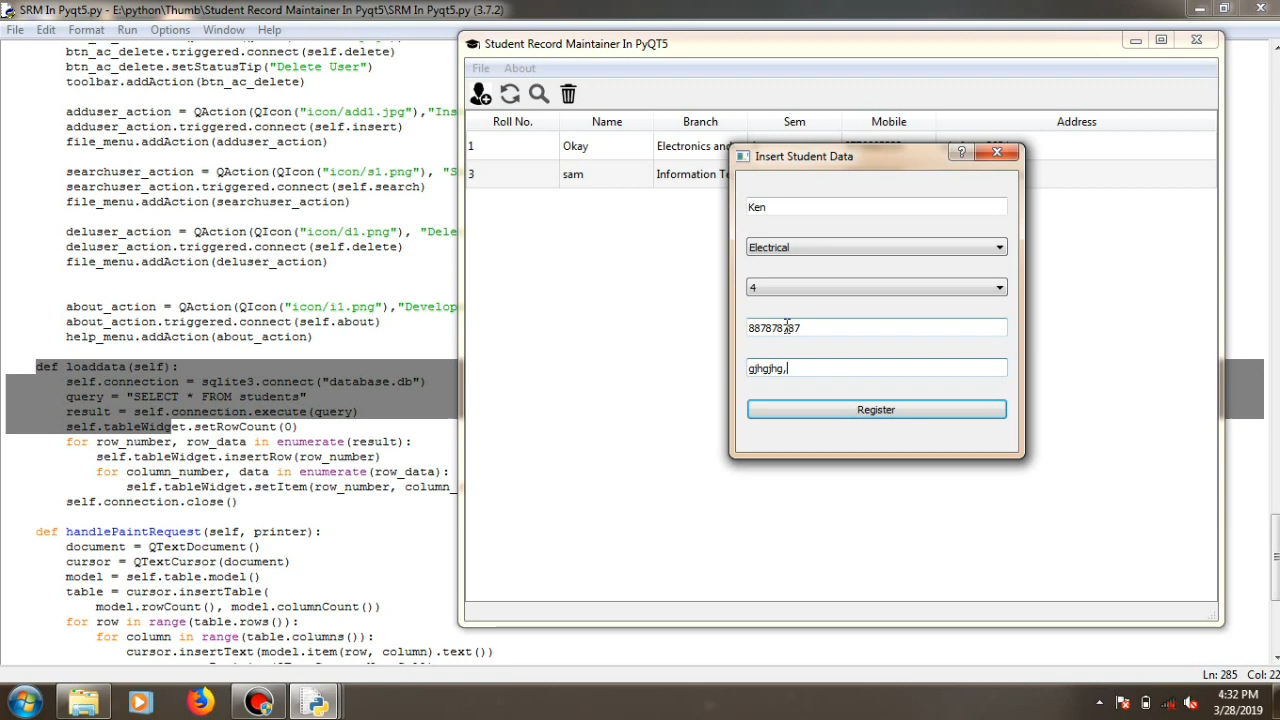 SRM In Pyqt5.py - E:\python\Thumb\Student Record Maintainer In Pyqt5\SRM In Pyqt5.py (3.7.2)
File Edit Format Run Options Window Help
btn_ac_delete.triggered.connect(self.delete)
btn_ac_delete.setStatusTip("Delete User")
toolbar.addAction(btn_ac_delete)
adduser_action = QAction(QIcon("icon/add1.jpg"),"Ins
adduser_action.triggered.connect(self.insert)
file_menu.addAction(adduser_action)
searchuser_action = QAction(QIcon("icon/s1.png"), "S
searchuser_action.triggered.connect(self.search)
file_menu.addAction(searchuser_action)
deluser_action = QAction(QIcon("icon/d1.png"), "Dele
deluser_action.triggered.connect(self.delete)
file_menu.addAction(deluser_action)
about_action = QAction(QIcon("icon/i1.png"),"Develop
about_action.triggered.connect(self.about)
help_menu.addAction(about_action)
def loaddata(self):
self.connection = sqlite3.connect("database.db")
query = "SELECT * FROM students"
result = self.connection.execute(query)
self.tableWidget.setRowCount(0)
for row_number, row_data in enumerate(result):
self.tableWidget.insertRow(row_number)
for column_number, data in enumerate(row_data):
self.tableWidget.setItem(row_number, column_
self.connection.close()
def handlePaintRequest(self, printer):
document = QTextDocument()
cursor = QTextCursor(document)
model = self.table.model()
table = cursor.insertTable(
model.rowCount(), model.columnCount())
for row in range(table.rows()):
for column in range(table.columns()):
cursor.insertText(model.item(row, column).text())
Student Record Maintainer In PyQT5
File About
Roll No. Name Branch Sem Mobile Address
1 Okay Electronics and
3 sam Information Te
Insert Student Data
Ken
Electrical
4
gjhgjhg,
Register
Ln: 285 Col: 22
4:32 PM
3/28/2019